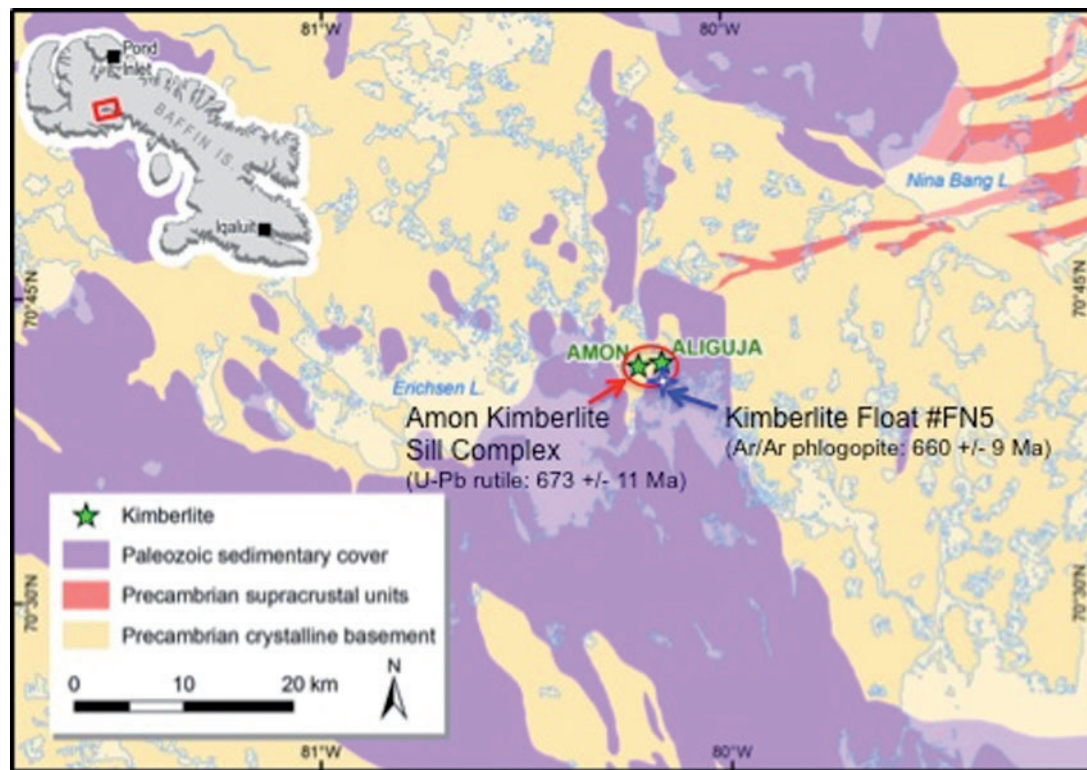 81°W
80°W
Pond
Inlet
BAFFIN IS.
Iqaluit
Nina Bang L.
70°45'N
70°45'N
AMON
ALIGUJA
Erichsen L.
Amon Kimberlite
Sill Complex
(U-Pb rutile: 673 +/- 11 Ma)
Kimberlite Float #FN5
(Ar/Ar phlogopite: 660 +/- 9 Ma)
Kimberlite
Paleozoic sedimentary cover
Precambrian supracrustal units
Precambrian crystalline basement
0 10 20 km
N
70°30'N
70°30'N
81°W
80°W